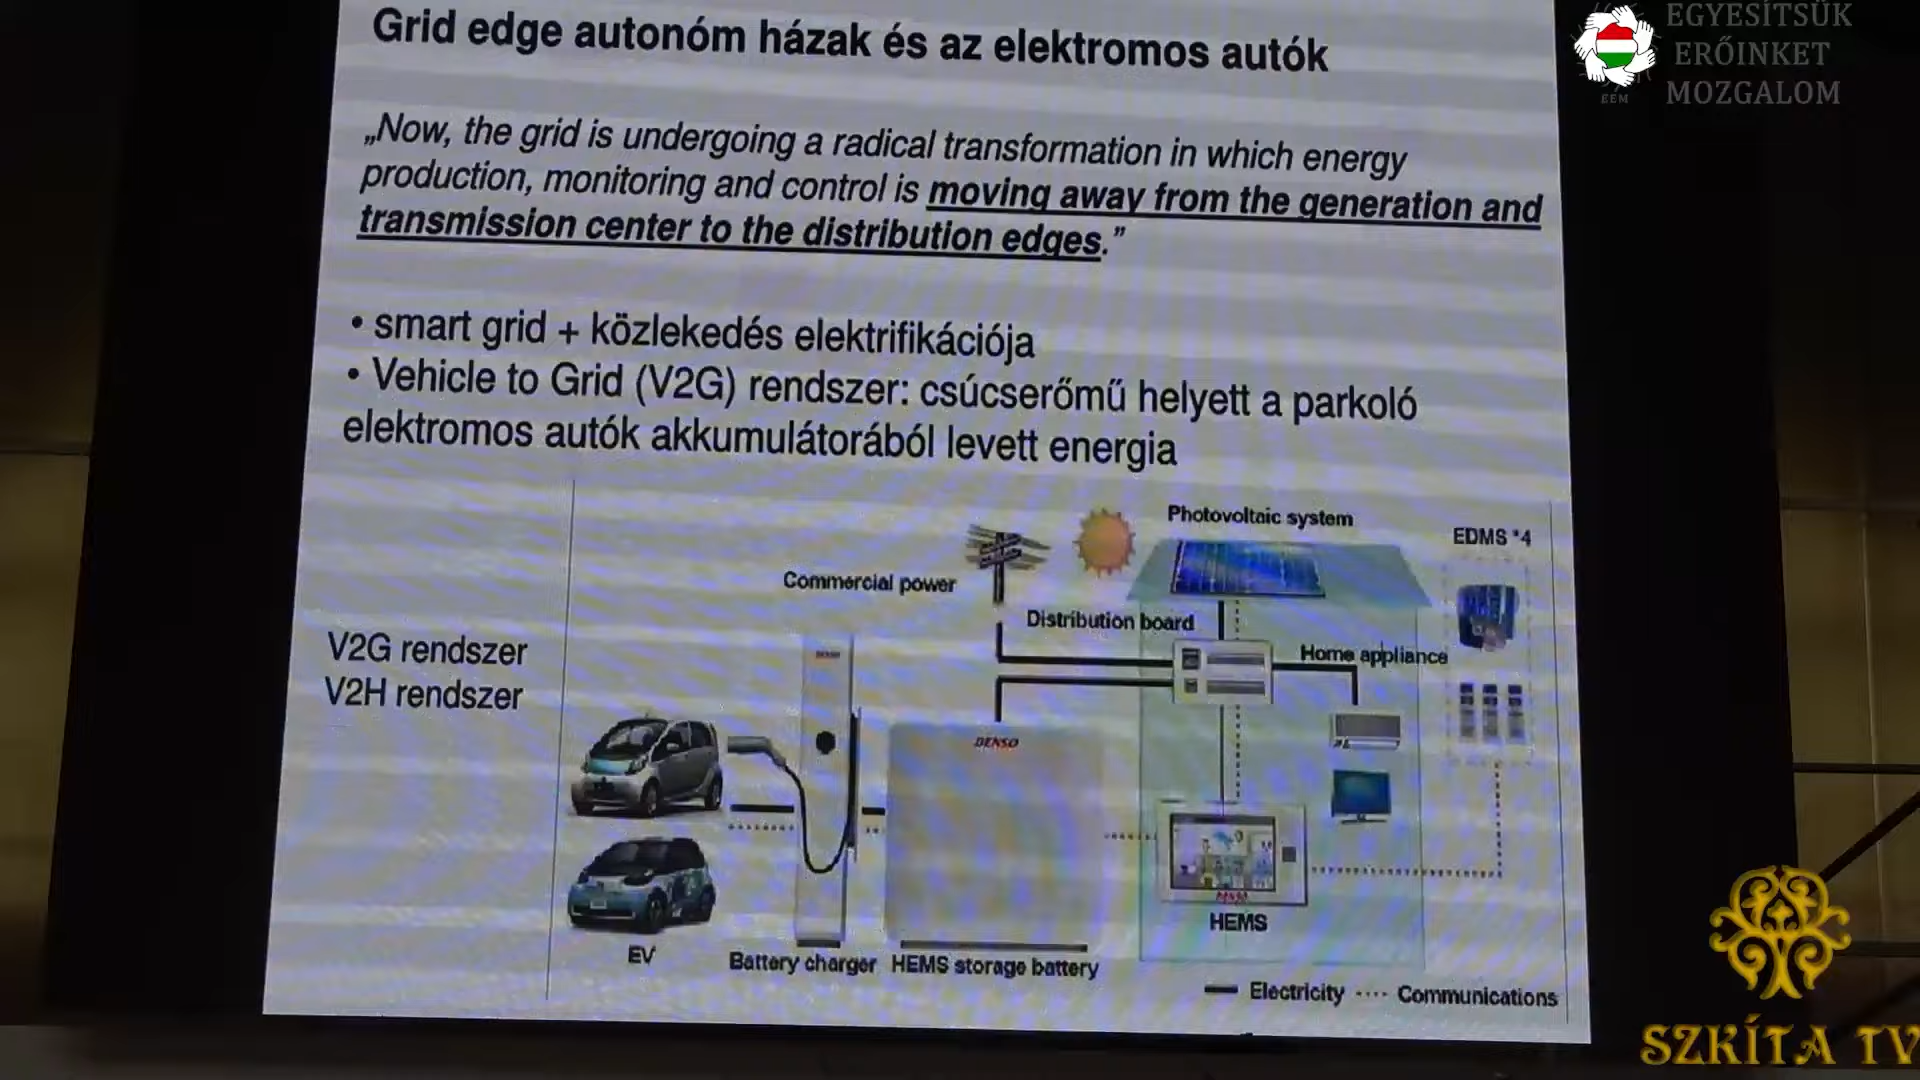 Grid edge autonóm házak és az elektromos autók
EGYESÍTSÜK
ERŐINKET
MOZGALOM
EEM
„Now, the grid is undergoing a radical transformation in which energy
production, monitoring and control is moving away from the generation and
transmission center to the distribution edges.”
• smart grid + közlekedés elektrifikációja
• Vehicle to Grid (V2G) rendszer: csúcserőmű helyett a parkoló
elektromos autók akkumulátorából levett energia
Photovoltaic system
EDMS *4
Commercial power
Distribution board
Home appliance
V2G rendszer
V2H rendszer
DENSO
DENSO
DENSO
HEMS
EV
Battery charger
HEMS storage battery
Electricity
Communications
SZKÍTA TV